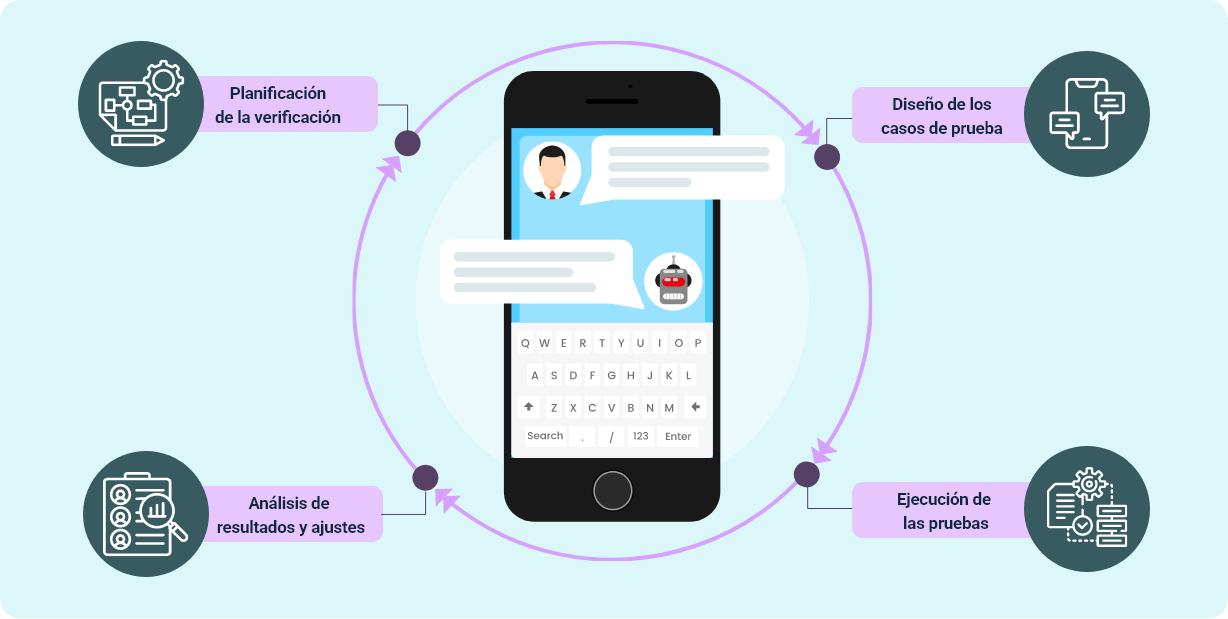 Planificación
de la verificación
Diseño de los
casos de prueba
Q W E R T Y U I O P
A S D F G H J K L
Z X C V B N M
Search . / 123 Enter
Análisis de
resultados y ajustes
Ejecución de
las pruebas